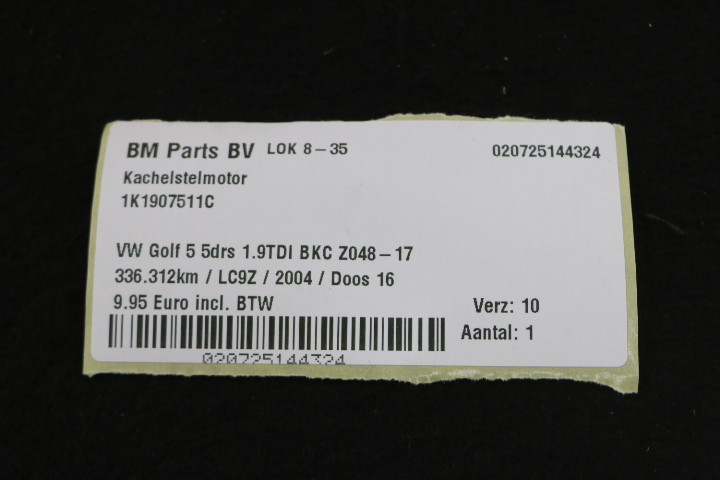 BM Parts BV LOK 8-35 020725144324
Kachelstelmotor
1K1907511C
VW Golf 5 5drs 1.9TDI BKC Z048-17
336.312km / LC9Z / 2004 / Doos 16
9.95 Euro incl. BTW Verz: 10
Aantal: 1
020725144324